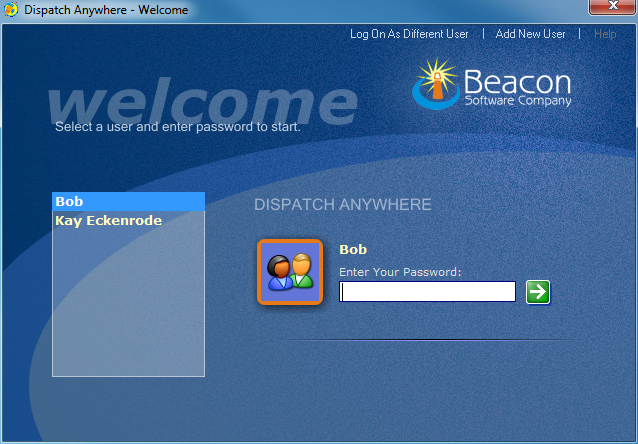 Dispatch Anywhere - Welcome
Log On As Different User | Add New User | Help
Beacon
Software Company
welcome
Select a user and enter password to start.
Bob
Kay Eckenrode
DISPATCH ANYWHERE
Bob
Enter Your Password: